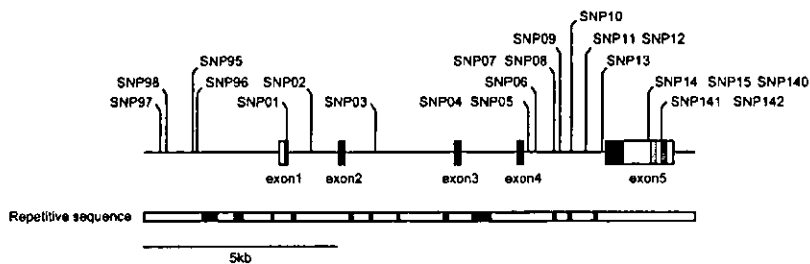 SNP10
SNP09 SNP11 SNP12
SNP95 SNP07 SNP08 SNP13
SNP98 SNP96 SNP02 SNP06 SNP14 SNP15 SNP140
SNP97 SNP01 SNP03 SNP04 SNP05 SNP141 SNP142
exon1 exon2 exon3 exon4 exon5
Repetitive sequence
5kb